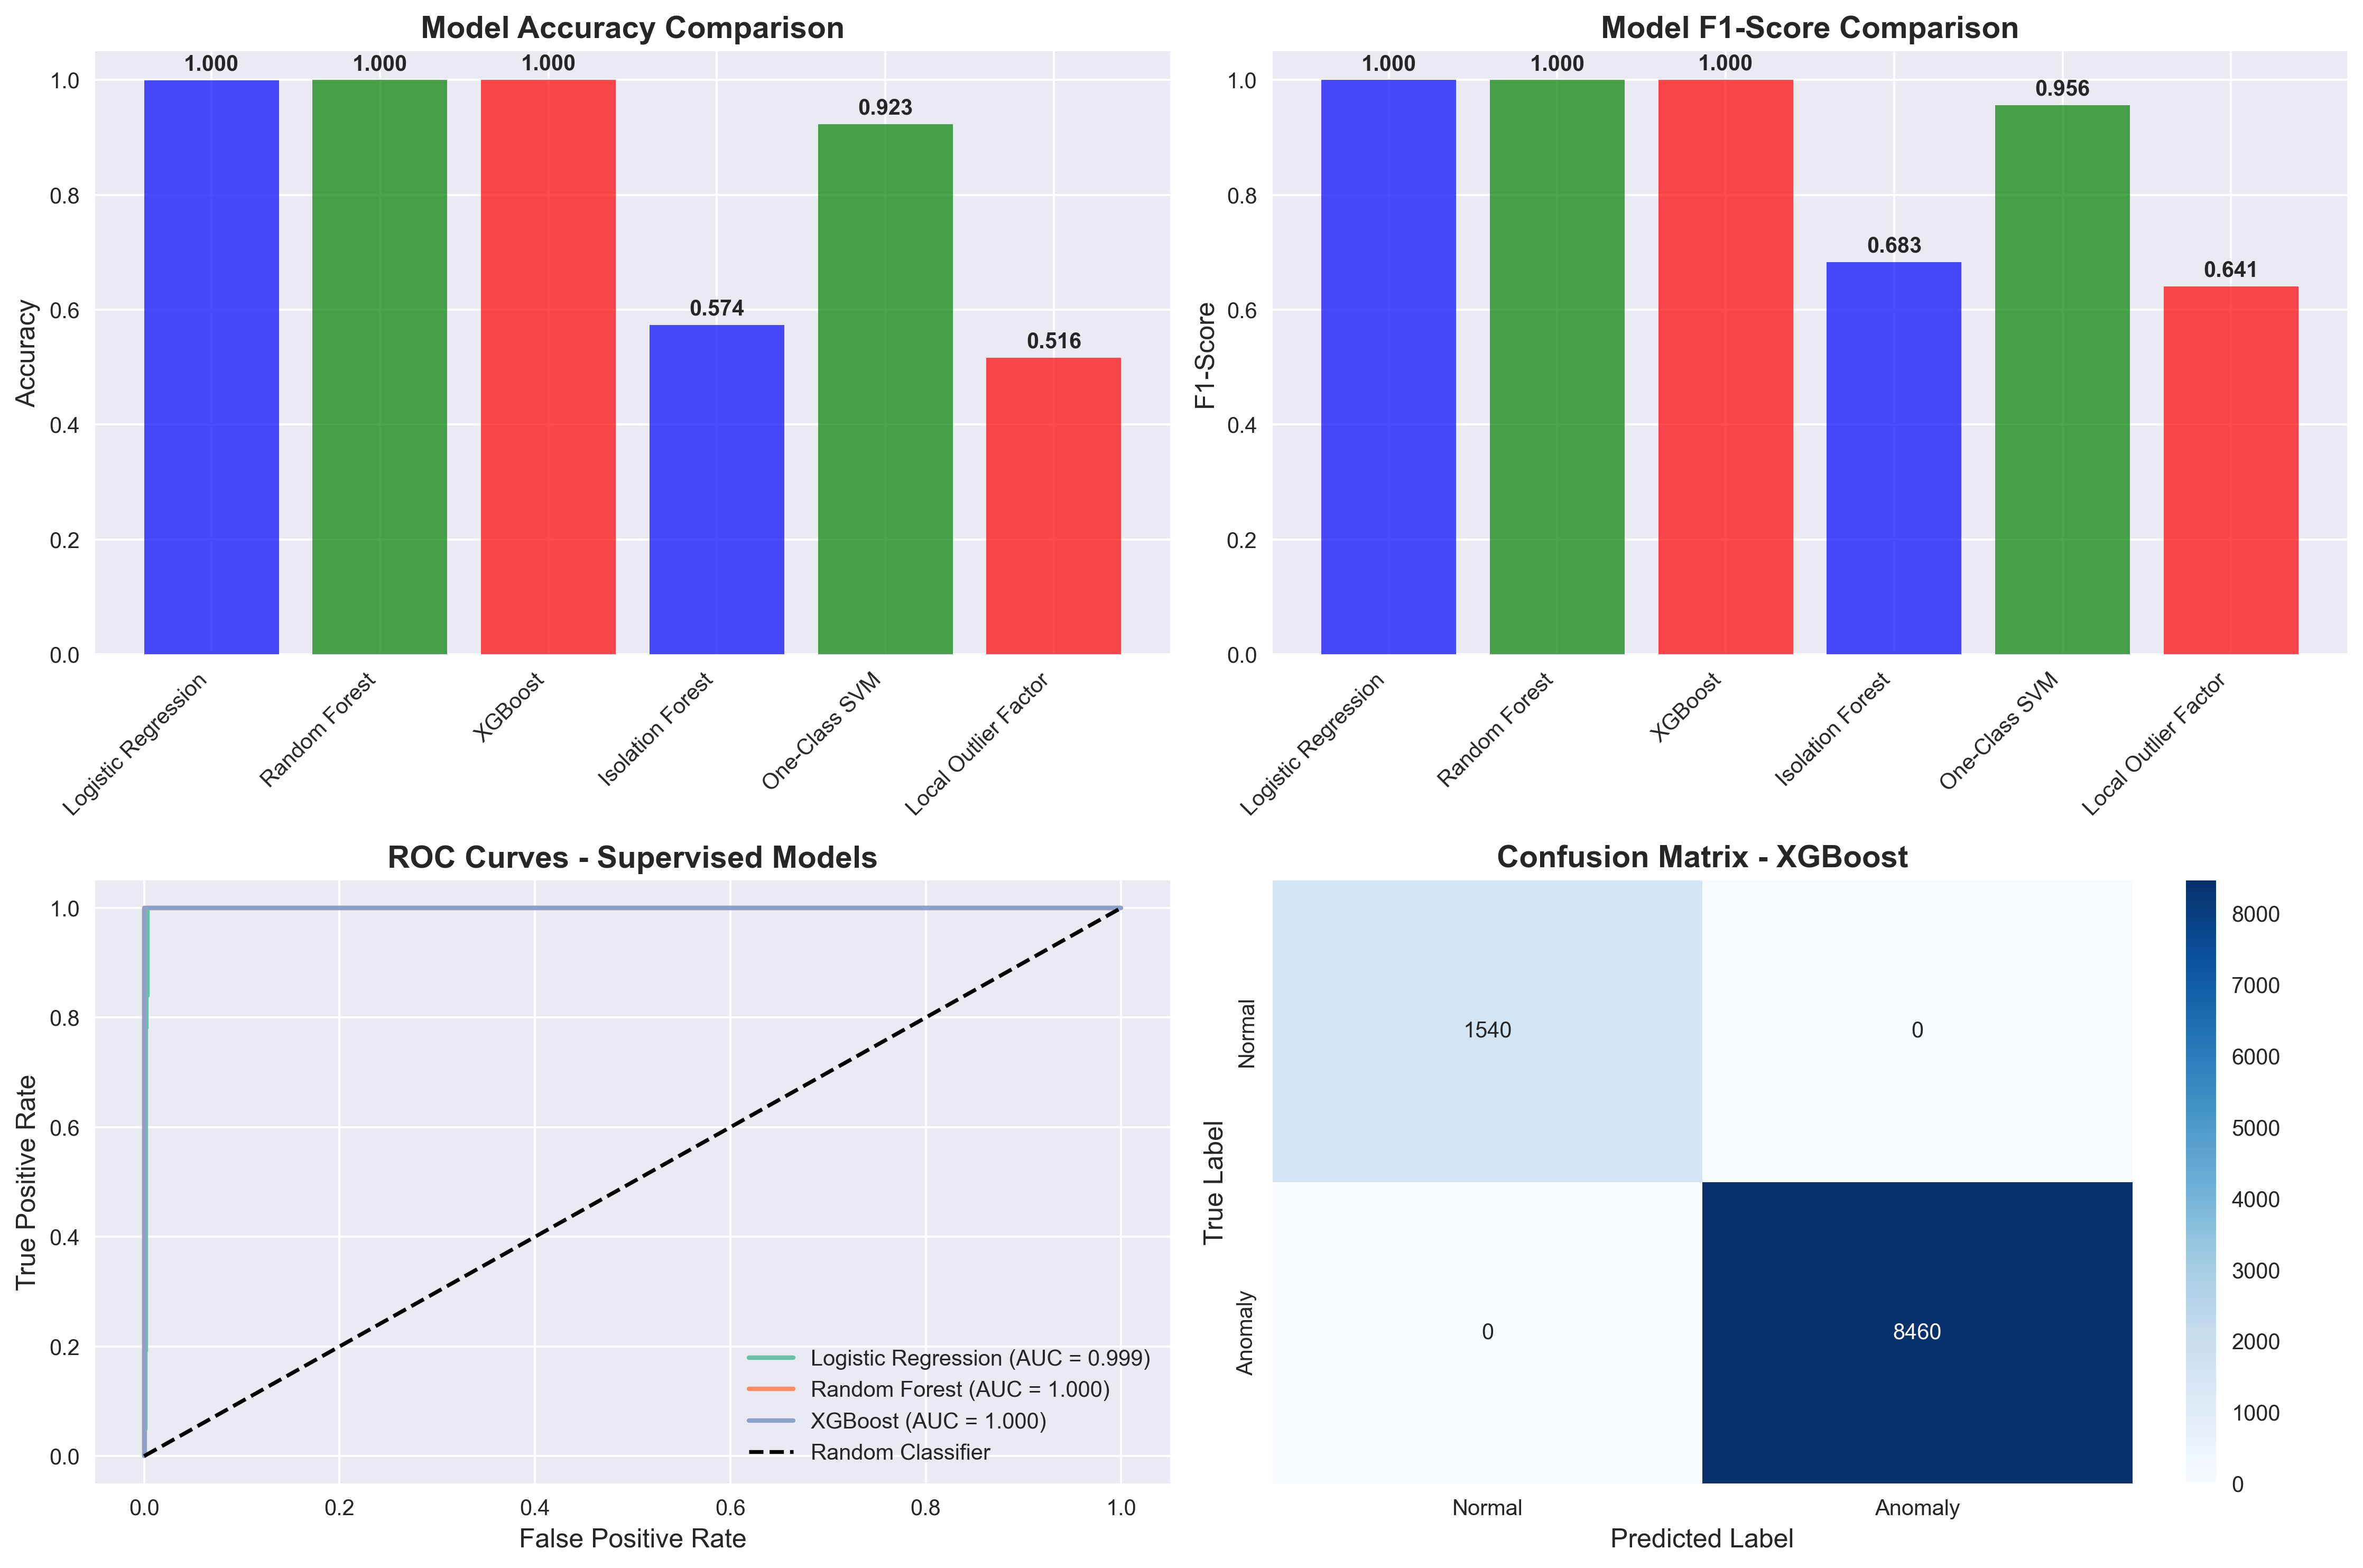 Model Accuracy Comparison
1.000
1.000
1.000
0.574
0.923
0.516
1.0
0.8
0.6
0.4
0.2
0.0
Accuracy
Logistic Regression
Random Forest
XGBoost
Isolation Forest
One-Class SVM
Local Outlier Factor
Model F1-Score Comparison
1.000
1.000
1.000
0.683
0.956
0.641
1.0
0.8
0.6
0.4
0.2
0.0
F1-Score
Logistic Regression
Random Forest
XGBoost
Isolation Forest
One-Class SVM
Local Outlier Factor
ROC Curves - Supervised Models
1.0
0.8
0.6
0.4
0.2
0.0
True Positive Rate
Logistic Regression (AUC = 0.999)
Random Forest (AUC = 1.000)
XGBoost (AUC = 1.000)
Random Classifier
0.0
0.2
0.4
0.6
0.8
1.0
False Positive Rate
Confusion Matrix - XGBoost
True Label
Normal
1540
0
Anomaly
0
8460
Normal
Anomaly
Predicted Label
8000
7000
6000
5000
4000
3000
2000
1000
0